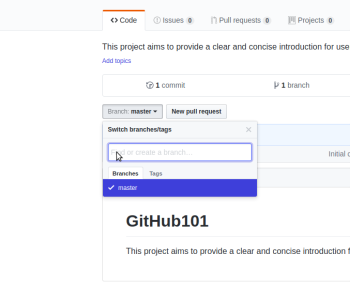 Code Issues 0 Pull requests 0 Projects 0
This project aims to provide a clear and concise introduction for use
Add topics
1 commit 1 branch
Branch: master New pull request
Switch branches/tags
Find or create a branch…
Branches Tags
Initial c
master
GitHub101
This project aims to provide a clear and concise introduction f